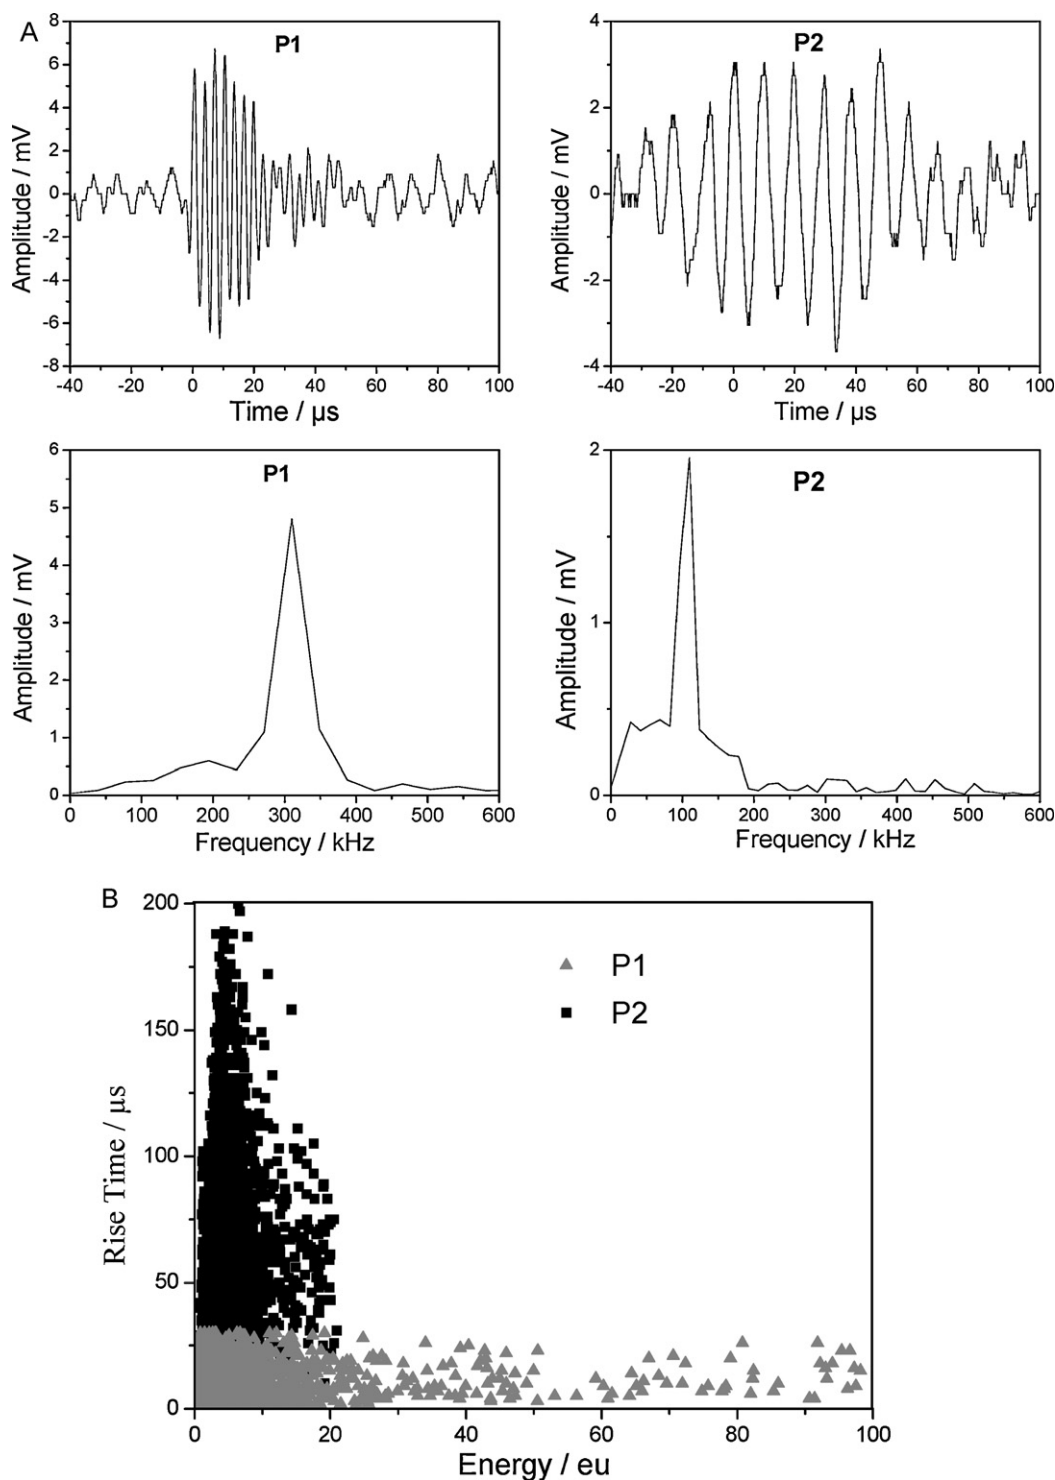 A
P1
8
6
4
2
0
-2
-4
-6
-8
Amplitude / mV
-40 -20 0 20 40 60 80 100
Time / μs
P2
4
2
0
-2
-4
Amplitude / mV
-40 -20 0 20 40 60 80 100
Time / μs
P1
6
5
4
3
2
1
0
Amplitude / mV
0 100 200 300 400 500 600
Frequency / kHz
P2
2
1
0
Amplitude / mV
0 100 200 300 400 500 600
Frequency / kHz
B
200
150
100
50
0
Rise Time / μs
P1
P2
0 20 40 60 80 100
Energy / eu